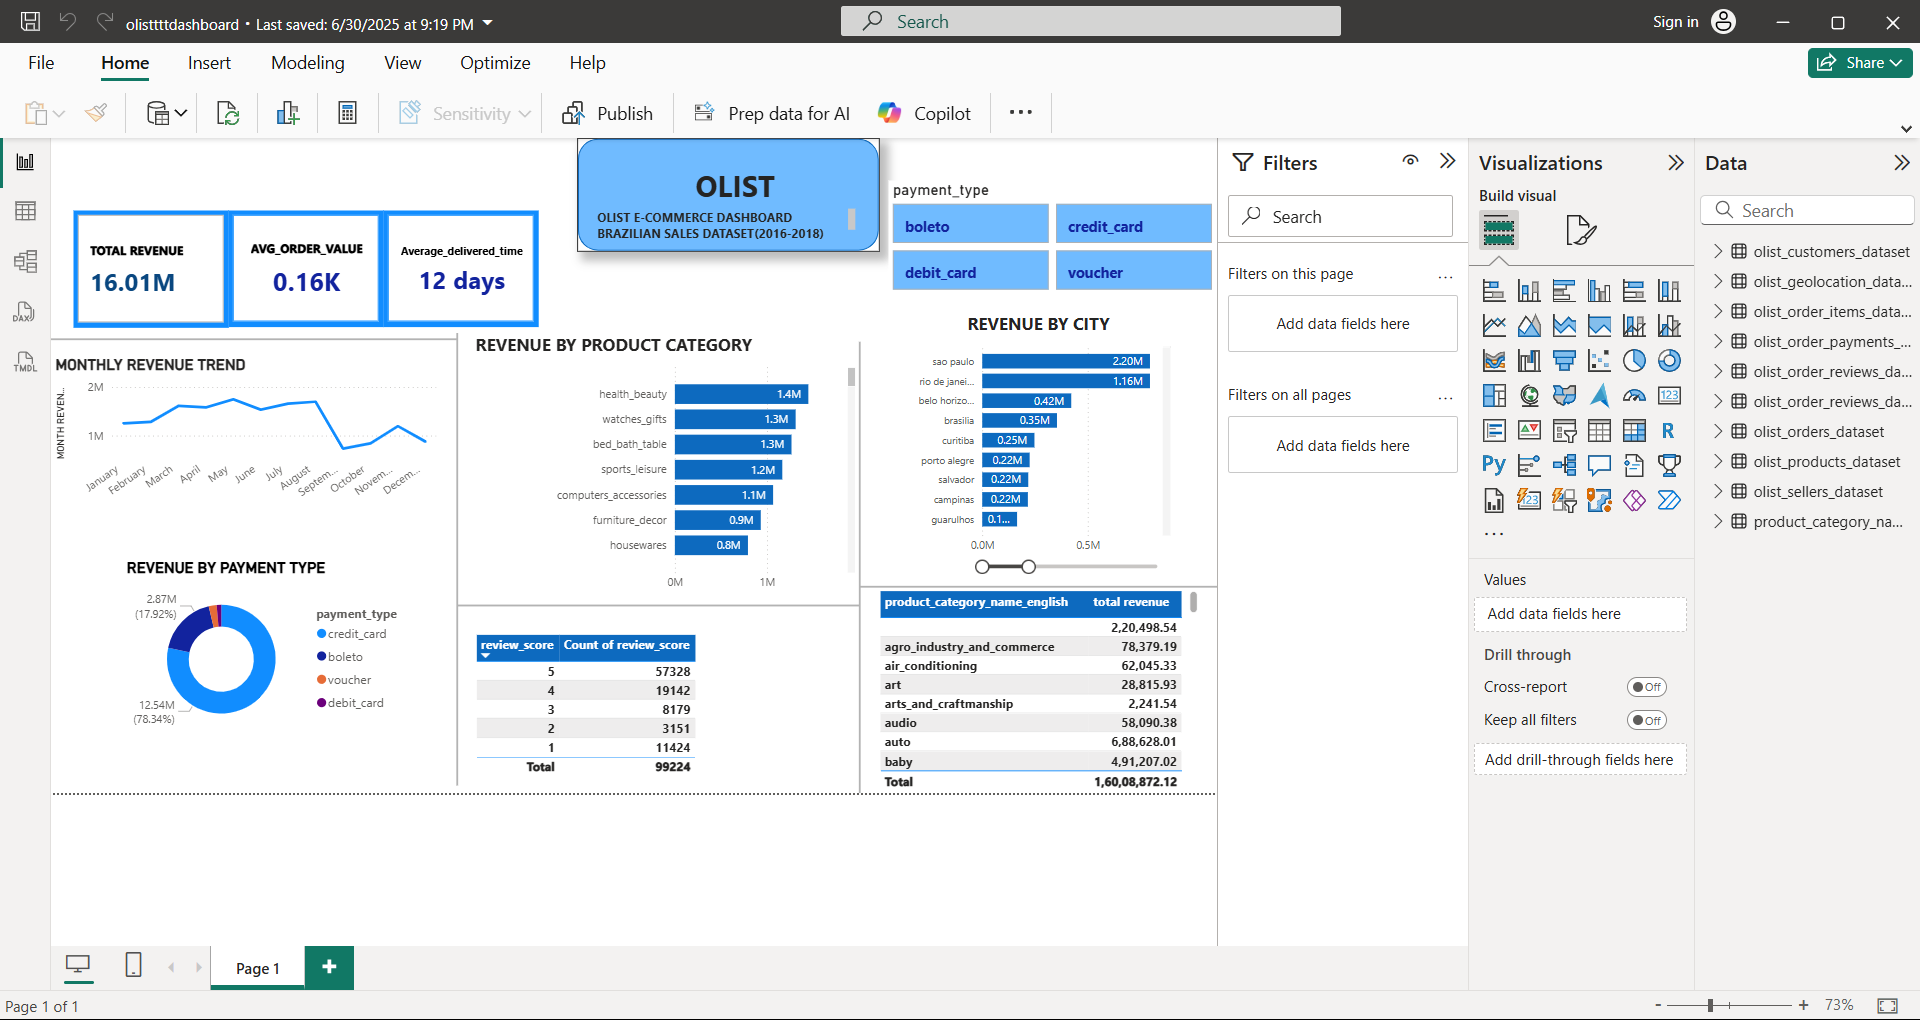 olisttttdashboard • Last saved: 6/30/2025 at 9:19 PM
Search
Sign in
File
Home
Insert
Modeling
View
Optimize
Help
Share
Sensitivity
Publish
Prep data for AI
Copilot
OLIST
OLIST E-COMMERCE DASHBOARD
BRAZILIAN SALES DATASET(2016-2018)
TOTAL REVENUE
16.01M
AVG_ORDER_VALUE
0.16K
Average_delivered_time
12 days
payment_type
boleto
credit_card
debit_card
voucher
MONTHLY REVENUE TREND
MONTH REVEN...
2M
1M
January
February
March
April
May
June
July
August
Septem...
October
Novem...
Decem...
REVENUE BY PAYMENT TYPE
2.87M
(17.92%)
12.54M
(78.34%)
payment_type
credit_card
boleto
voucher
debit_card
REVENUE BY PRODUCT CATEGORY
health_beauty 1.4M
watches_gifts 1.3M
bed_bath_table 1.3M
sports_leisure 1.2M
computers_accessories 1.1M
furniture_decor 0.9M
housewares 0.8M
0M 1M
review_score Count of review_score
5 57328
4 19142
3 8179
2 3151
1 11424
Total 99224
REVENUE BY CITY
sao paulo 2.20M
rio de janei... 1.16M
belo horizo... 0.42M
brasilia 0.35M
curitiba 0.25M
porto alegre 0.22M
salvador 0.22M
campinas 0.22M
guarulhos 0.1...
0.0M 0.5M
product_category_name_english total revenue
2,20,498.54
agro_industry_and_commerce 78,379.19
air_conditioning 62,045.33
art 28,815.93
arts_and_craftmanship 2,241.54
audio 58,090.38
auto 6,88,628.01
baby 4,91,207.02
Total 1,60,08,872.12
Filters
Search
Filters on this page
...
Add data fields here
Filters on all pages
...
Add data fields here
Visualizations
Build visual
123
R
Py
123
...
Values
Add data fields here
Drill through
Cross-report
Off
Keep all filters
Off
Add drill-through fields here
Data
Search
olist_customers_dataset
olist_geolocation_data...
olist_order_items_data...
olist_order_payments_...
olist_order_reviews_da...
olist_order_reviews_da...
olist_orders_dataset
olist_products_dataset
olist_sellers_dataset
product_category_na...
DAX
TMDL
Page 1
+
Page 1 of 1
- + 73%